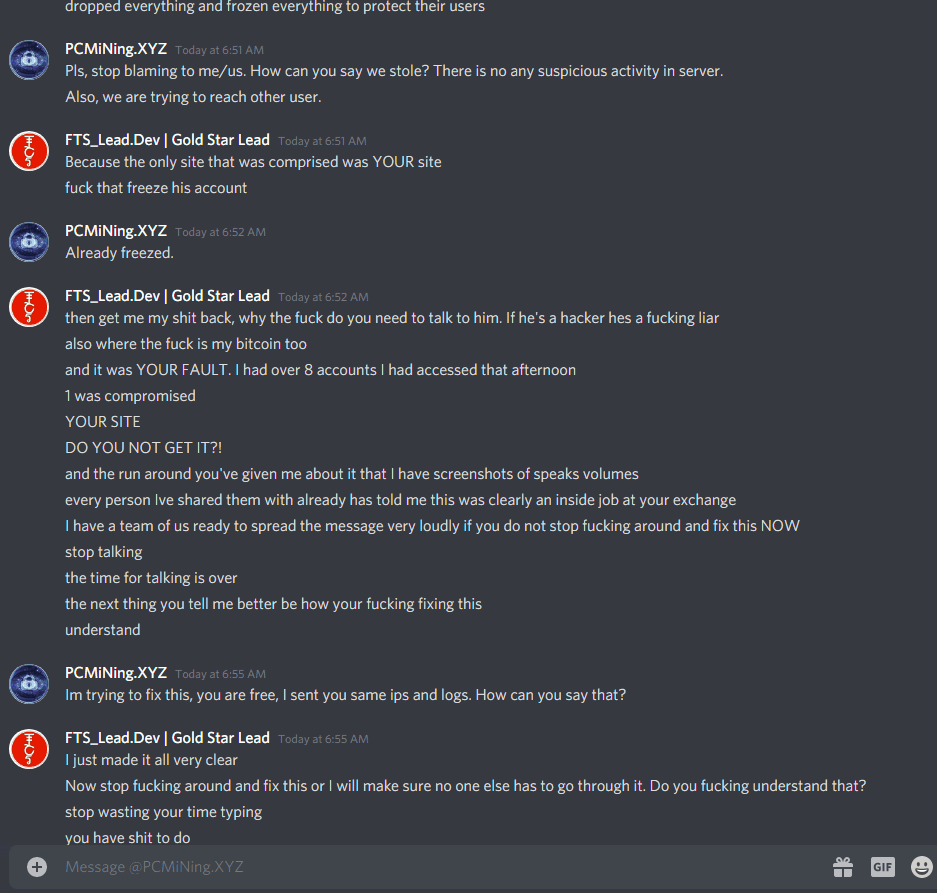 dropped everything and frozen everything to protect their users
PCMiNing.XYZ Today at 6:51 AM
Pls, stop blaming to me/us. How can you say we stole? There is no any suspicious activity in server.
Also, we are trying to reach other user.
FTS_Lead.Dev | Gold Star Lead Today at 6:51 AM
Because the only site that was comprised was YOUR site
fuck that freeze his account
PCMiNing.XYZ Today at 6:52 AM
Already freezed.
FTS_Lead.Dev | Gold Star Lead Today at 6:52 AM
then get me my shit back, why the fuck do you need to talk to him. If he's a hacker hes a fucking liar
also where the fuck is my bitcoin too
and it was YOUR FAULT. I had over 8 accounts I had accessed that afternoon
1 was compromised
YOUR SITE
DO YOU NOT GET IT?!
and the run around you've given me about it that I have screenshots of speaks volumes
every person Ive shared them with already has told me this was clearly an inside job at your exchange
I have a team of us ready to spread the message very loudly if you do not stop fucking around and fix this NOW
stop talking
the time for talking is over
the next thing you tell me better be how your fucking fixing this
understand
PCMiNing.XYZ Today at 6:55 AM
Im trying to fix this, you are free, I sent you same ips and logs. How can you say that?
FTS_Lead.Dev | Gold Star Lead Today at 6:55 AM
I just made it all very clear
Now stop fucking around and fix this or I will make sure no one else has to go through it. Do you fucking understand that?
stop wasting your time typing
you have shit to do
Message @PCMiNing.XYZ
GIF